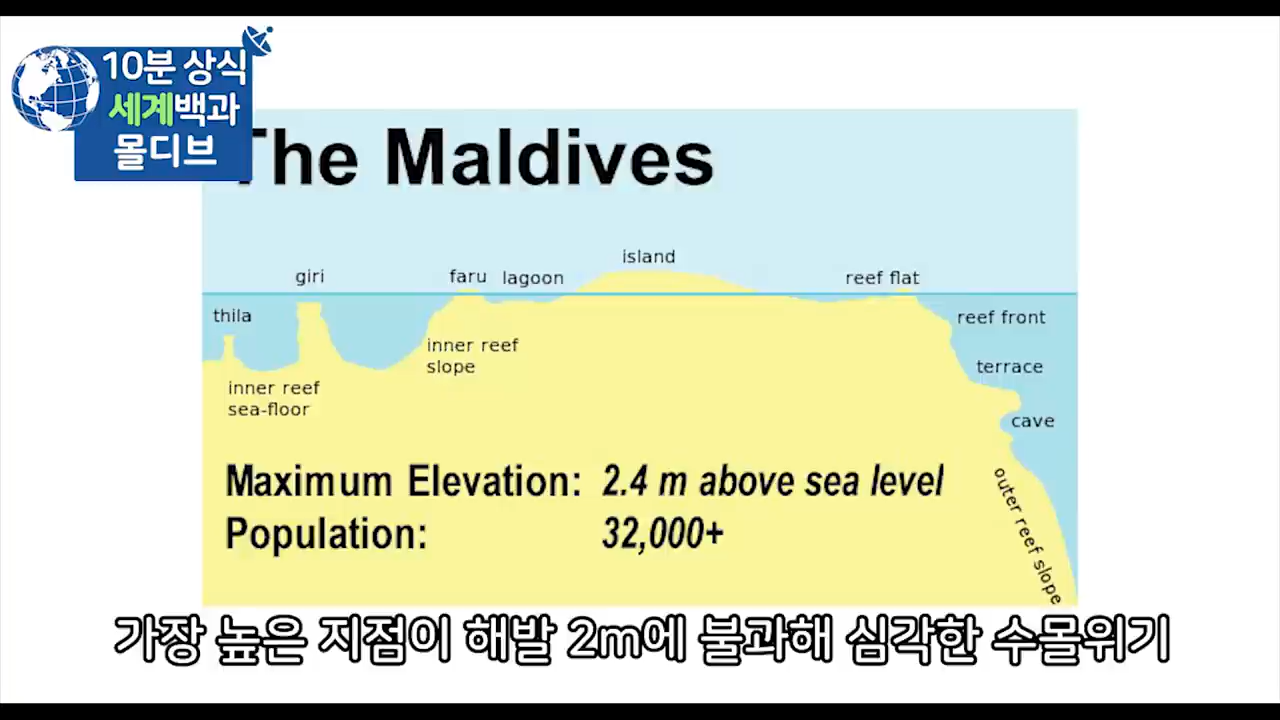 10분 상식
세계백과
몰디브
The Maldives
island
giri
faru
lagoon
reef flat
thila
reef front
inner reef
slope
terrace
inner reef
sea-floor
cave
outer reef slope
Maximum Elevation: 2.4 m above sea level
Population: 32,000+
가장 높은 지점이 해발 2m에 불과해 심각한 수몰위기